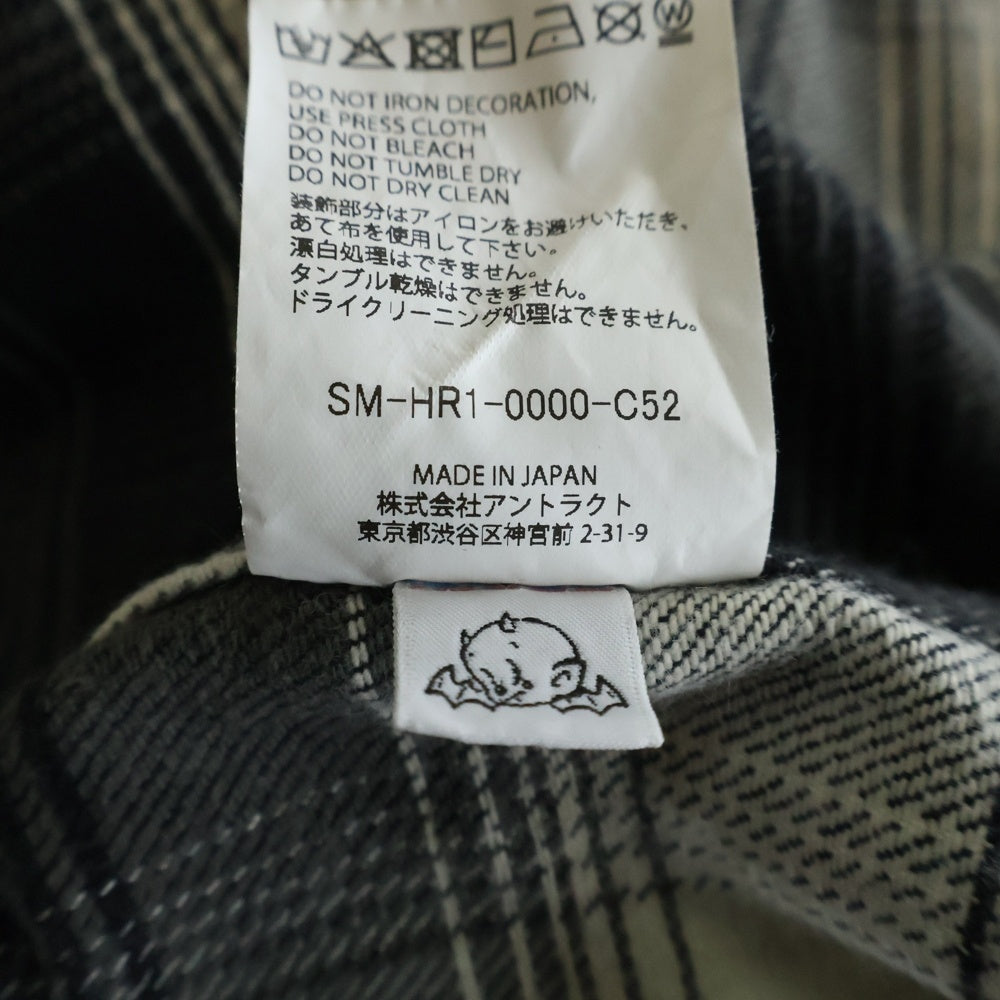 DO NOT IRON DECORATION,
USE PRESS CLOTH
DO NOT BLEACH
DO NOT TUMBLE DRY
DO NOT DRY CLEAN
装飾部分はアイロンをお避けいただき、
あて布を使用して下さい。
漂白処理はできません。
タンブル乾燥はできません。
ドライクリーニング処理はできません。
SM-HR1-0000-C52
MADE IN JAPAN
株式会社アントラクト
東京都渋谷区神宮前 2-31-9